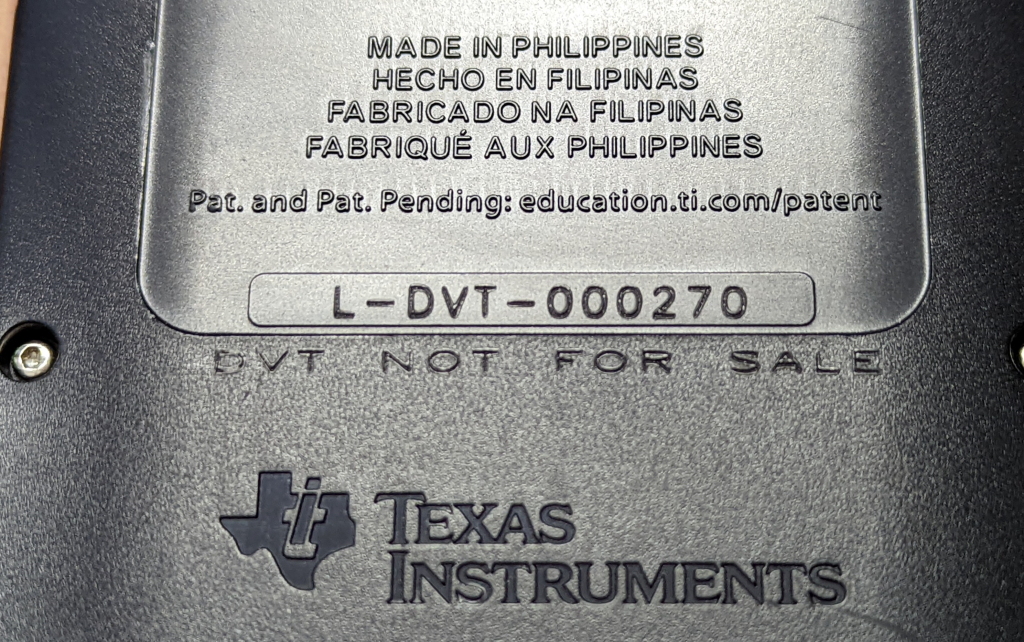 MADE IN PHILIPPINES
HECHO EN FILIPINAS
FABRICADO NA FILIPINAS
FABRIQUÉ AUX PHILIPPINES
Pat. and Pat. Pending: education.ti.com/patent
L-DVT-000270
DVT NOT FOR SALE
ti TEXAS
INSTRUMENTS